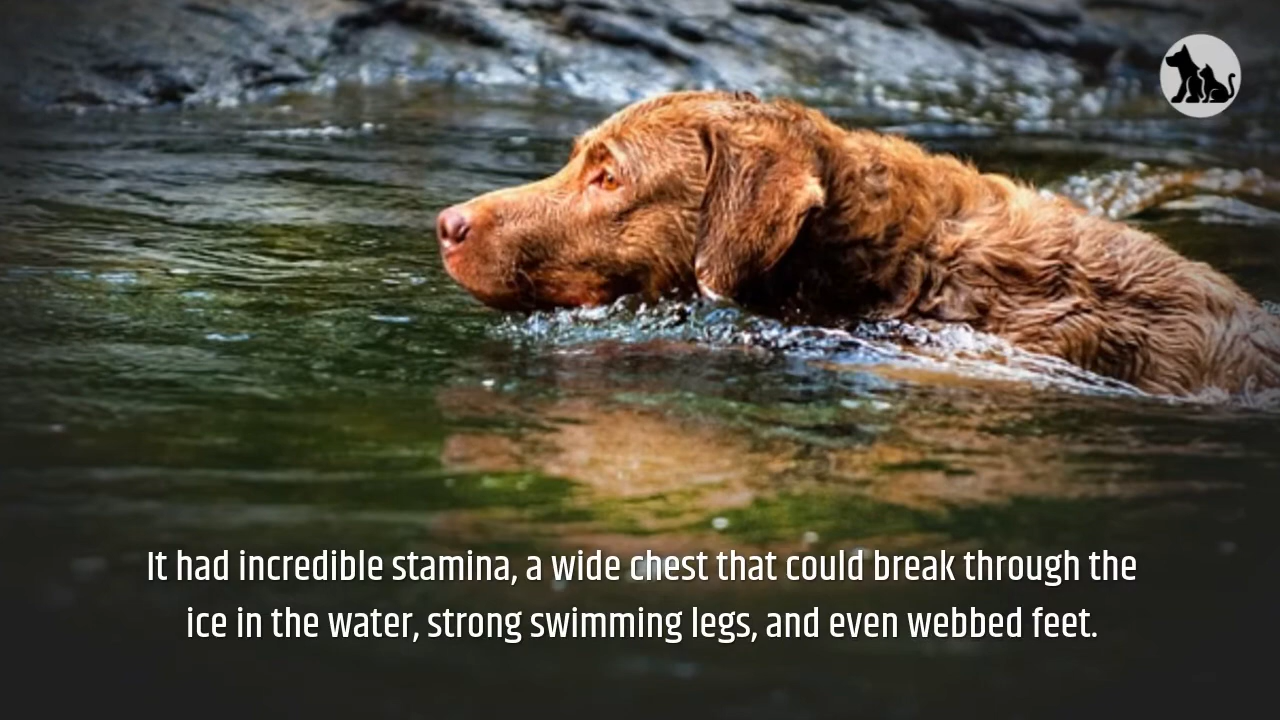 It had incredible stamina, a wide chest that could break through the
ice in the water, strong swimming legs, and even webbed feet.